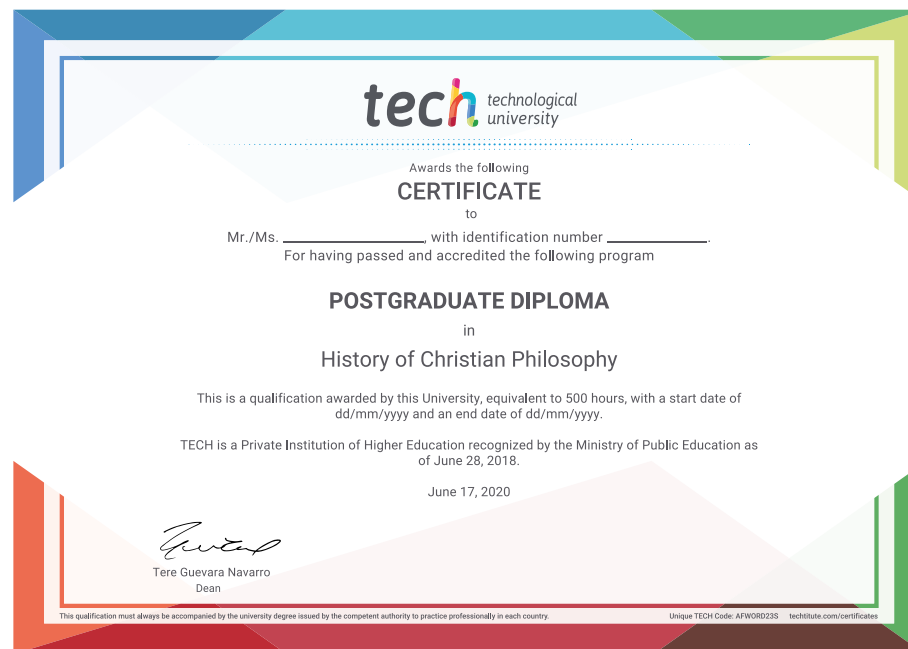 tech technological
university
Awards the following
CERTIFICATE
to
Mr./Ms. ____________________, with identification number ______________.
For having passed and accredited the following program
POSTGRADUATE DIPLOMA
in
History of Christian Philosophy
This is a qualification awarded by this University, equivalent to 500 hours, with a start date of
dd/mm/yyyy and an end date of dd/mm/yyyy.
TECH is a Private Institution of Higher Education recognized by the Ministry of Public Education as
of June 28, 2018.
June 17, 2020
Tere Guevara Navarro
Dean
This qualification must always be accompanied by the university degree issued by the competent authority to practice professionally in each country. Unique TECH Code: AFWORD23S techtitute.com/certificates